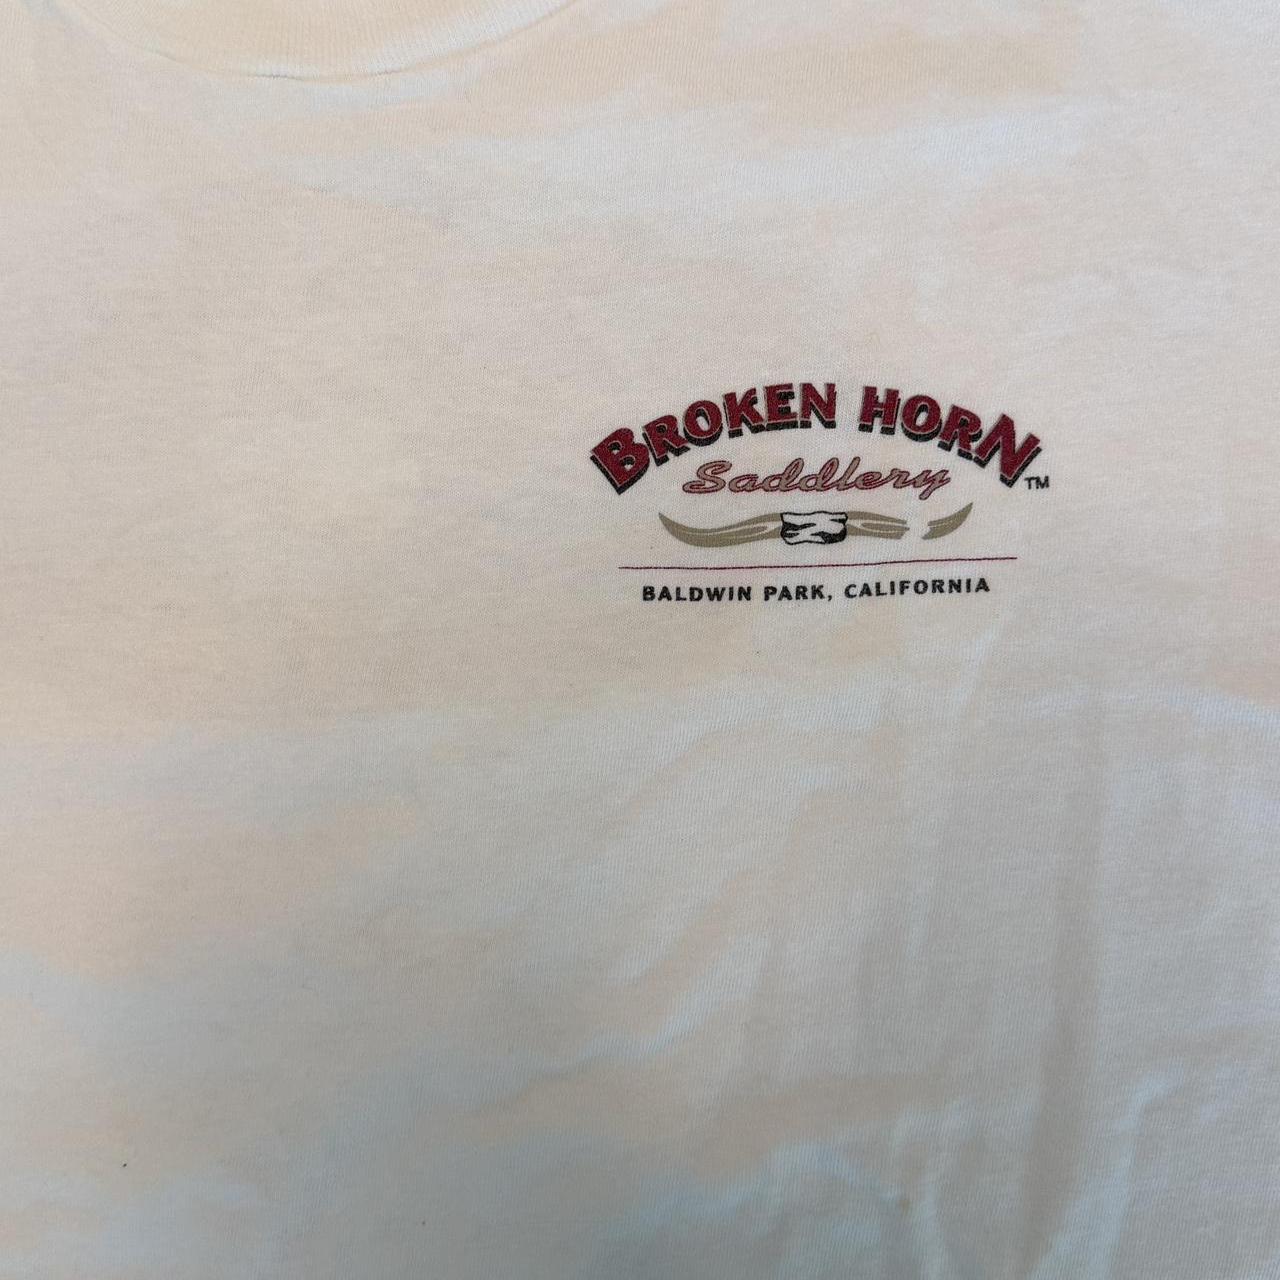 BROKEN HORN
Saddlery TM
BALDWIN PARK, CALIFORNIA